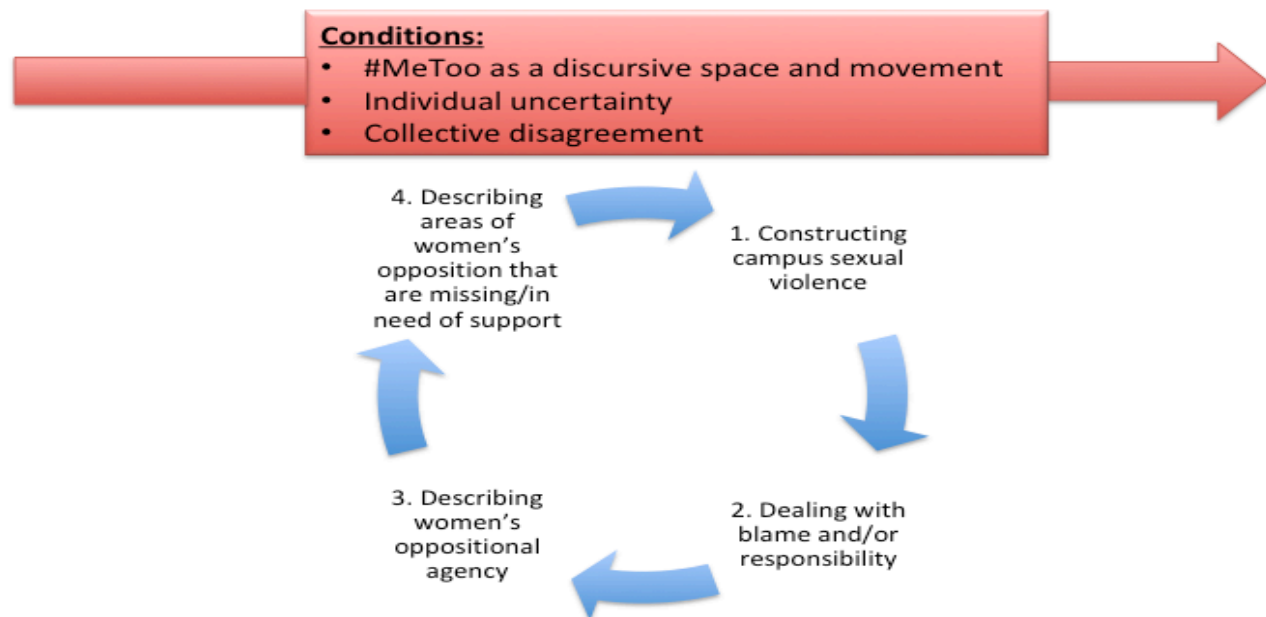 Conditions:
• #MeToo as a discursive space and movement
• Individual uncertainty
• Collective disagreement
1. Constructing
campus sexual
violence
2. Dealing with
blame and/or
responsibility
3. Describing
women’s
oppositional
agency
4. Describing
areas of
women’s
opposition that
are missing/in
need of support